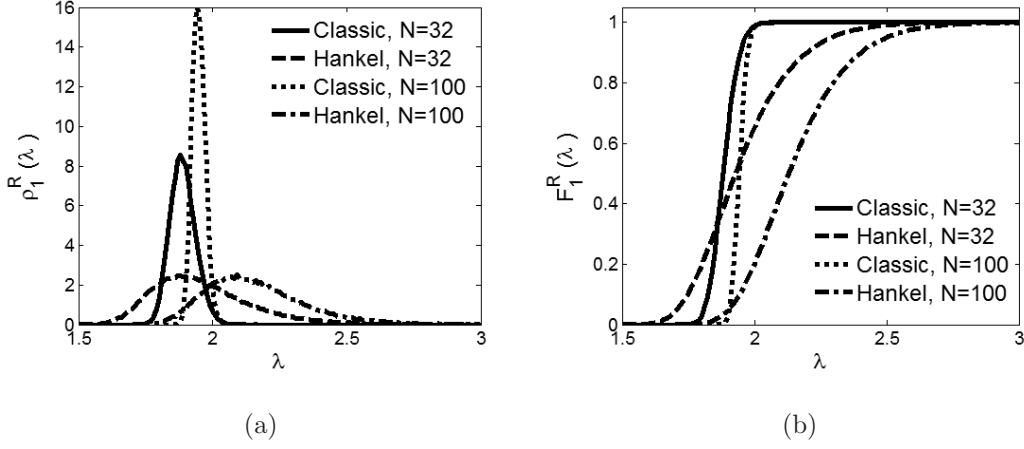 16
14
12
10
8
6
4
2
0
1.5
2
2.5
3
λ
ρ₁ᴿ (λ)
Classic, N=32
Hankel, N=32
Classic, N=100
Hankel, N=100
(a)
1
0.8
0.6
0.4
0.2
0
1.5
2
2.5
3
λ
F₁ᴿ (λ)
Classic, N=32
Hankel, N=32
Classic, N=100
Hankel, N=100
(b)